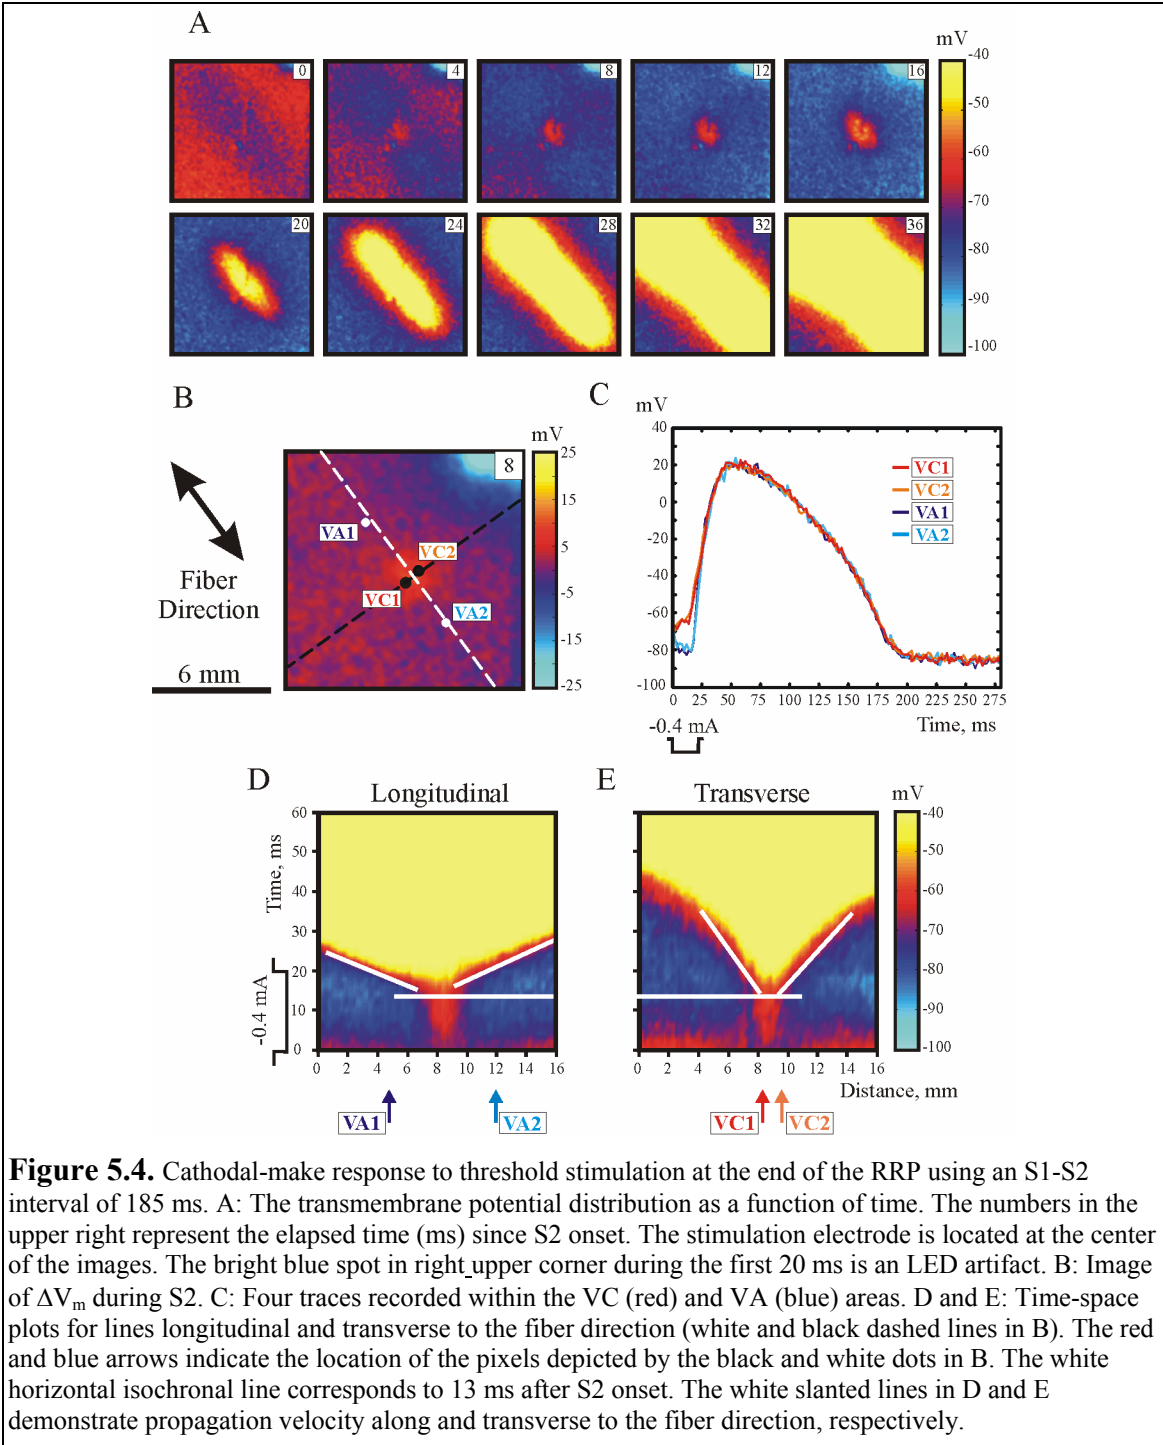 A
mV
0
4
8
12
16
-40
-50
-60
-70
-80
-90
-100
20
24
28
32
36
B
Fiber
Direction
6 mm
8
VA1
VC2
VC1
VA2
mV
25
15
5
-5
-15
-25
C
mV
40
20
0
-20
-40
-60
-80
-100
VC1
VC2
VA1
VA2
0 25 50 75 100 125 150 175 200 225 250 275
-0.4 mA
Time, ms
D
Longitudinal
Time, ms
60
50
40
30
20
10
0
-0.4 mA
0 2 4 6 8 10 12 14 16
VA1
VA2
E
Transverse
0 2 4 6 8 10 12 14 16
Distance, mm
VC1
VC2
mV
-40
-50
-60
-70
-80
-90
-100
Figure 5.4. Cathodal-make response to threshold stimulation at the end of the RRP using an S1-S2
interval of 185 ms. A: The transmembrane potential distribution as a function of time. The numbers in the
upper right represent the elapsed time (ms) since S2 onset. The stimulation electrode is located at the center
of the images. The bright blue spot in right upper corner during the first 20 ms is an LED artifact. B: Image
of ΔVm during S2. C: Four traces recorded within the VC (red) and VA (blue) areas. D and E: Time-space
plots for lines longitudinal and transverse to the fiber direction (white and black dashed lines in B). The red
and blue arrows indicate the location of the pixels depicted by the black and white dots in B. The white
horizontal isochronal line corresponds to 13 ms after S2 onset. The white slanted lines in D and E
demonstrate propagation velocity along and transverse to the fiber direction, respectively.